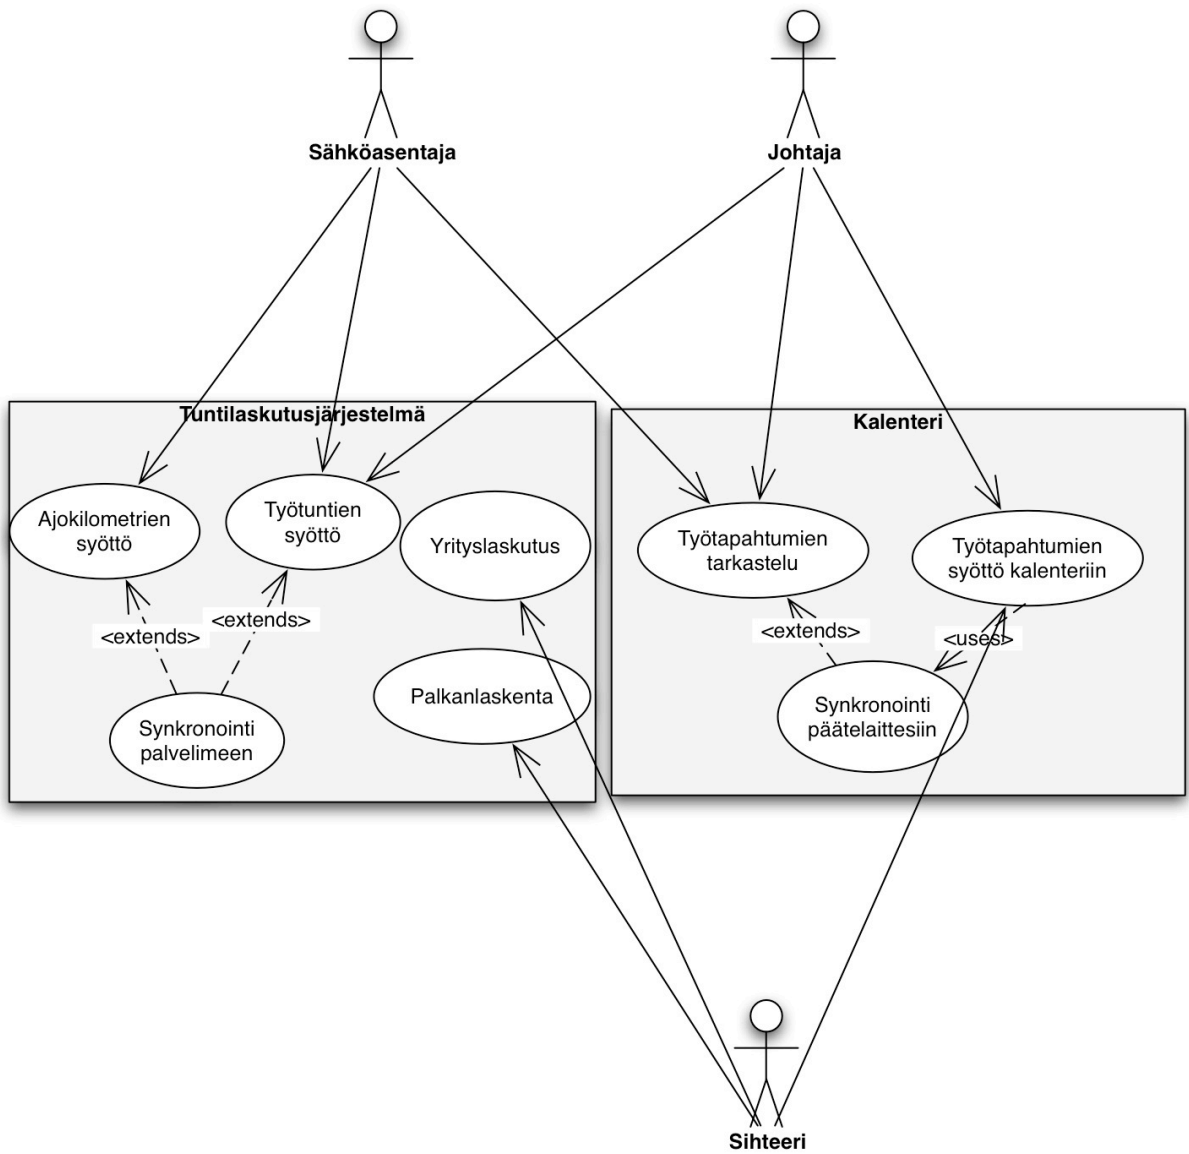 Sähköasentaja
Johtaja
Tuntilaskutusjärjestelmä
Kalenteri
Ajokilometrien
syöttö
Työtuntien
syöttö
Yrityslaskutus
Työtapahtumien
tarkastelu
Työtapahtumien
syöttö kalenteriin
<extends>
<extends>
<extends>
<uses>
Palkanlaskenta
Synkronointi
palvelimeen
Synkronointi
päätelaittesiin
Sihteeri